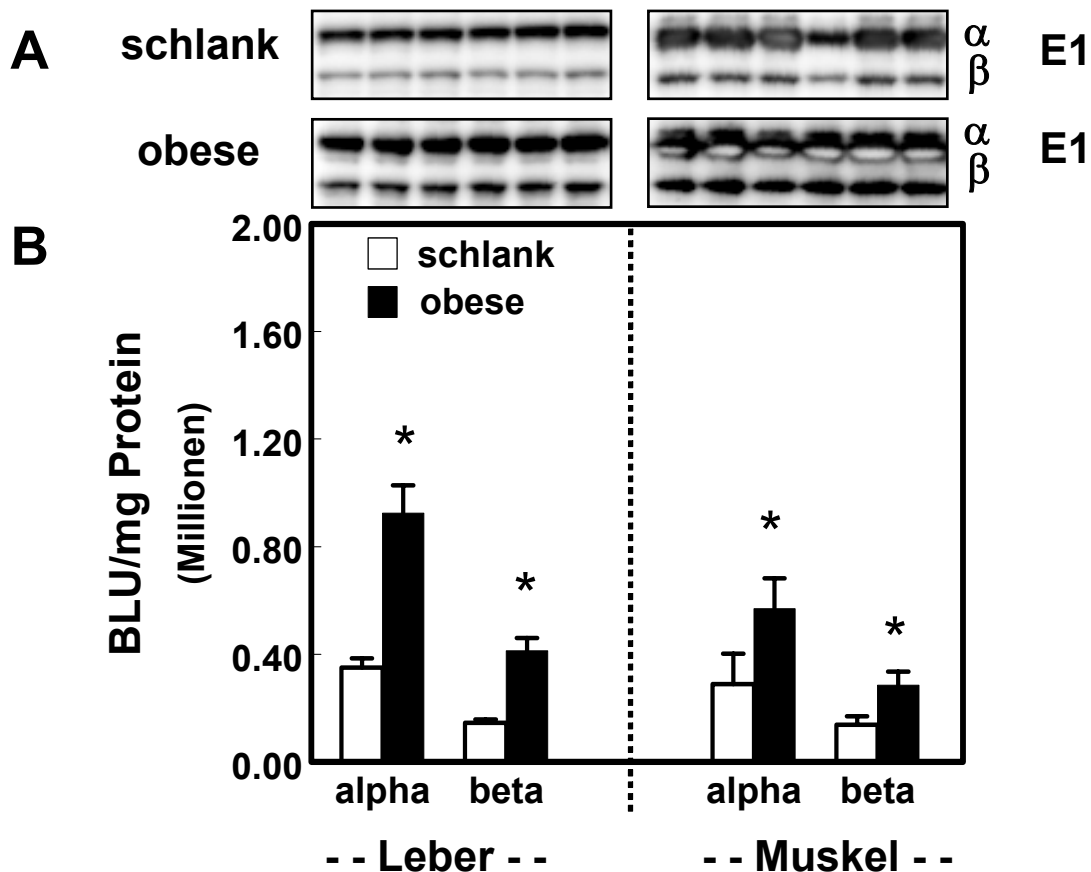 A
schlank
α
β
E1
obese
α
β
E1
B
2.00
1.60
1.20
0.80
0.40
0.00
BLU/mg Protein
(Millionen)
schlank
obese
*
*
*
*
alpha beta alpha beta
- - Leber - - - - Muskel - -